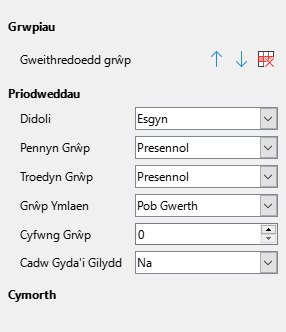 Grwpiau
Gweithredoedd grŵp
Priodweddau
Didoli Esgyn
Pennyn Grŵp Presennol
Troedyn Grŵp Presennol
Grŵp Ymlaen Pob Gwerth
Cyfwng Grŵp 0
Cadw Gyda'i Gilydd Na
Cymorth